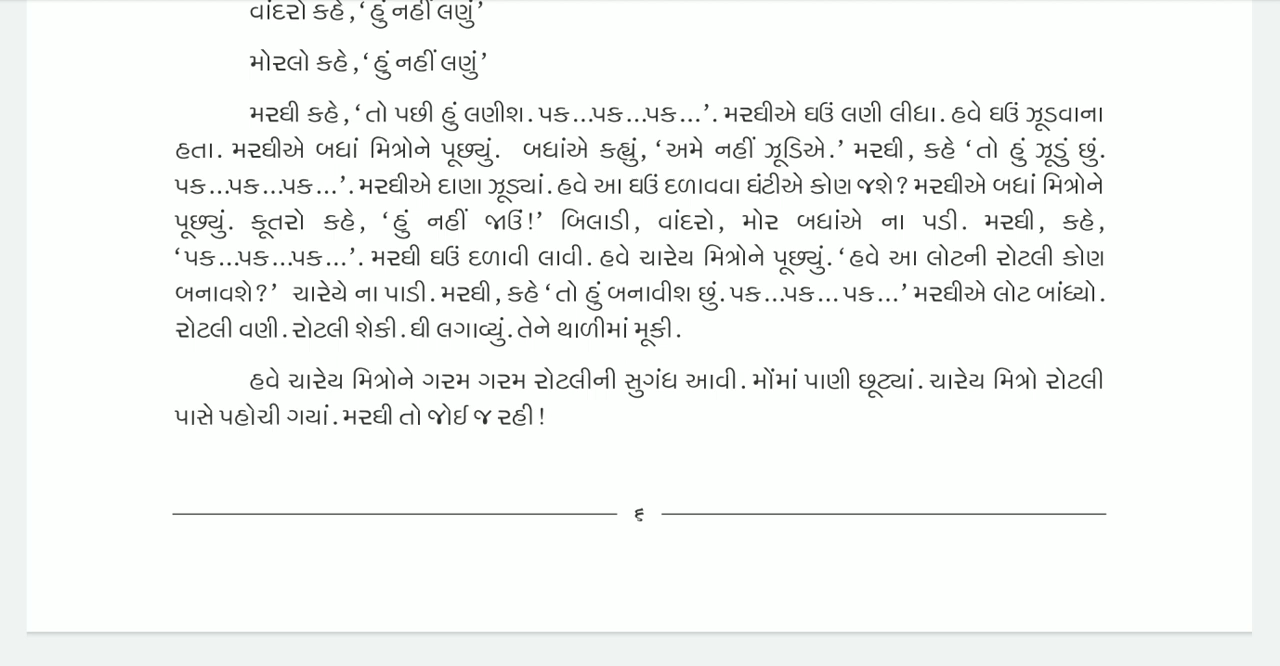 વાંદરો કહે, ‘હું નહીં લણું’
મોરલો કહે, ‘હું નહીં લણું’
મરઘી કહે, ‘તો પછી હું લણીશ. પક...પક...પક...’. મરઘીએ ઘઉં લણી લીધા. હવે ઘઉં ઝૂડવાના
હતા. મરઘીએ બધાં મિત્રોને પૂછ્યું. બધાંએ કહ્યું, ‘અમે નહીં ઝૂડિએ.’ મરઘી, કહે ‘તો હું ઝૂડું છું.
પક...પક...પક...’. મરઘીએ દાણા ઝૂડ્યાં. હવે આ ઘઉં દળાવવા ઘંટીએ કોણ જશે? મરઘીએ બધાં મિત્રોને
પૂછ્યું. કૂતરો કહે, ‘હું નહીં જાઉં!’ બિલાડી, વાંદરો, મોર બધાંએ ના પડી. મરઘી, કહે,
‘પક...પક...પક...’. મરઘી ઘઉં દળાવી લાવી. હવે ચારેય મિત્રોને પૂછ્યું. ‘હવે આ લોટની રોટલી કોણ
બનાવશે?’ ચારેયે ના પાડી. મરઘી, કહે ‘તો હું બનાવીશ છું. પક...પક... પક...’ મરઘીએ લોટ બાંધ્યો.
રોટલી વણી. રોટલી શેકી. ઘી લગાવ્યું. તેને થાળીમાં મૂકી.
હવે ચારેય મિત્રોને ગરમ ગરમ રોટલીની સુગંધ આવી. મોંમાં પાણી છૂટ્યાં. ચારેય મિત્રો રોટલી
પાસે પહોચી ગયાં. મરઘી તો જોઈ જ રહી!
૬